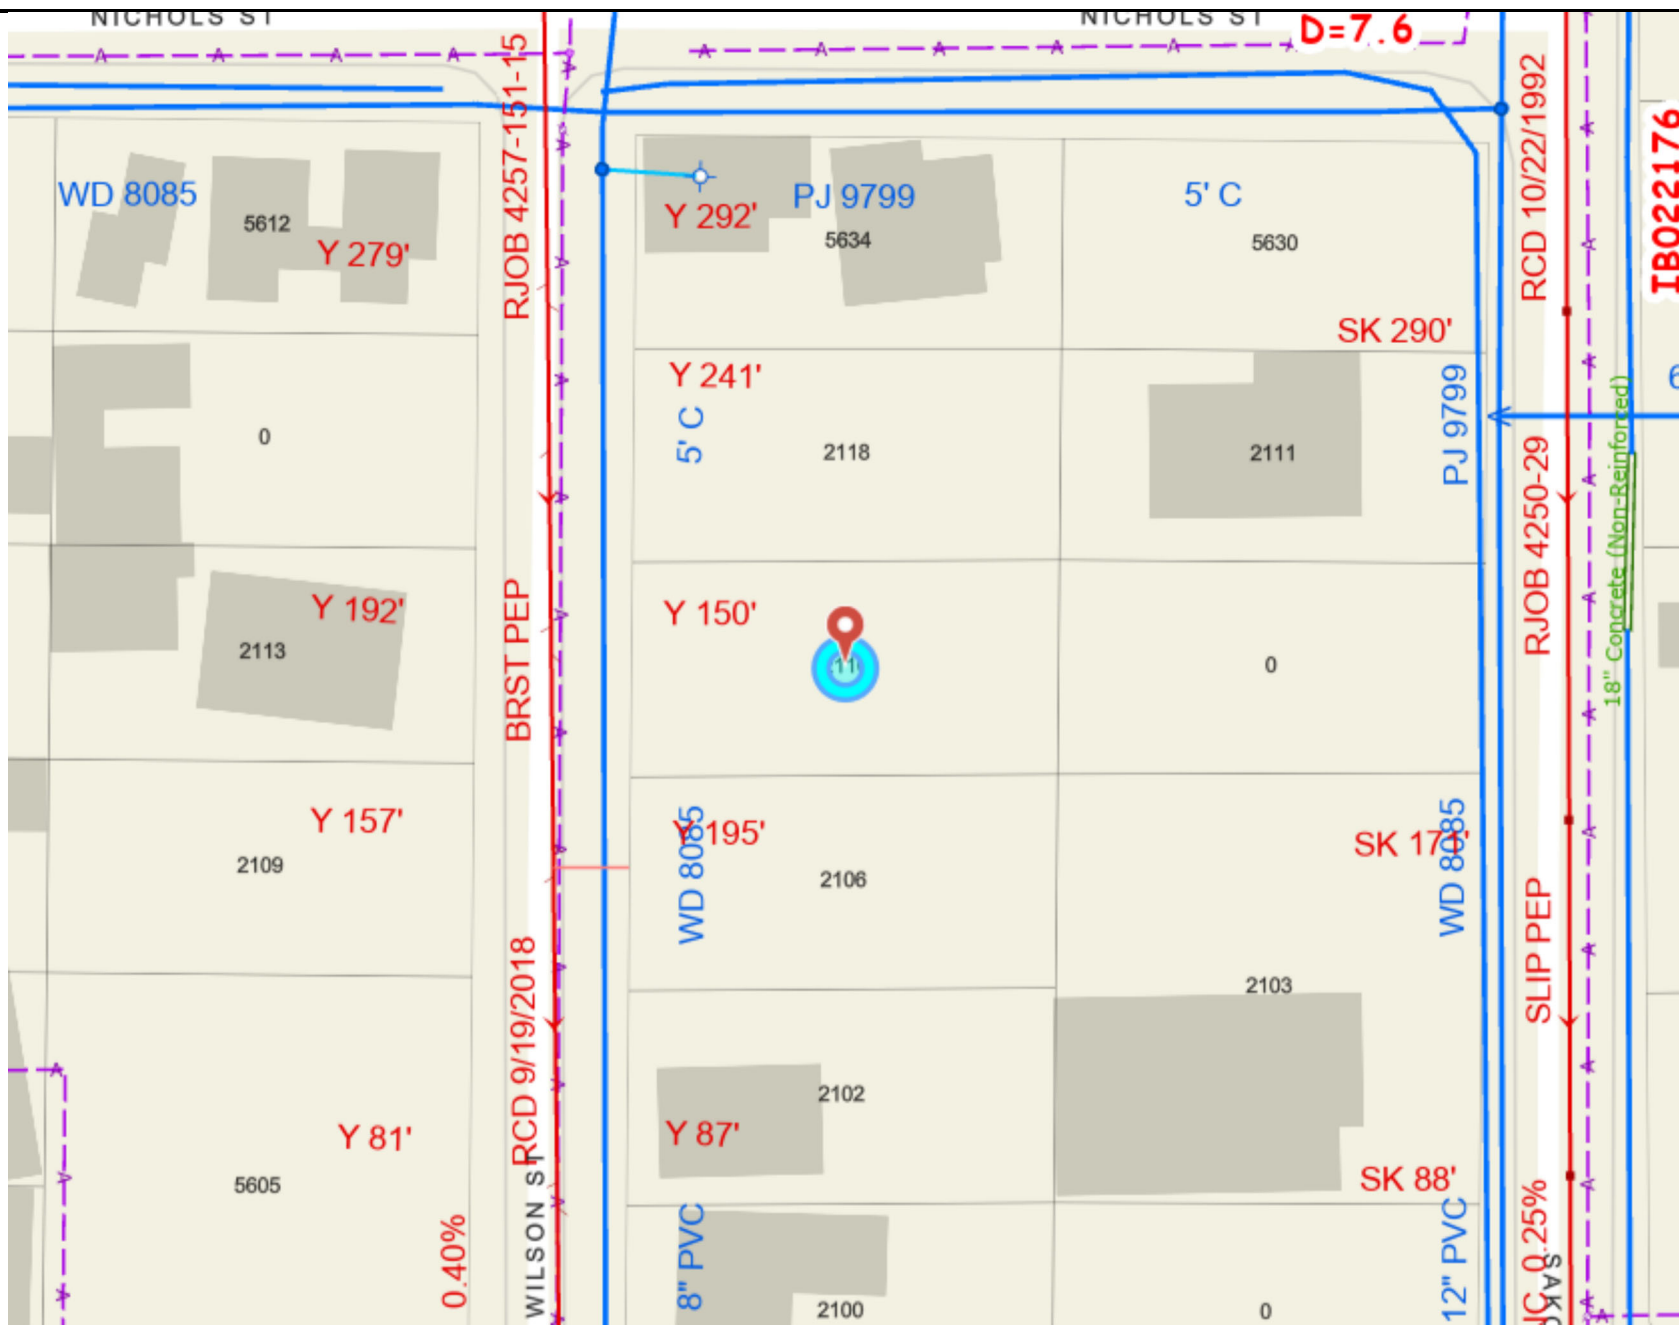 NICHOLS ST
NICHOLS ST
D=7.6
WD 8085
5612
Y 279'
RJOB 4257-151-15
Y 292'
PJ 9799
5634
5' C
5630
RCD 10/22/1992
IB022176
SK 290'
Y 241'
5' C
2118
2111
PJ 9799
0
RJOB 4250-29
18" Concrete (Non-Reinforced)
6
Y 192'
2113
BRST PEP
Y 150'
0
Y 157'
2109
Y 195'
WD 8085
2106
SK 171'
WD 8085
RCD 9/19/2018
2103
SLIP PEP
2102
Y 81'
Y 87'
5605
SK 88'
0.40%
WILSON ST
8" PVC
2100
0
12" PVC
NC 0.25%
SAK
A